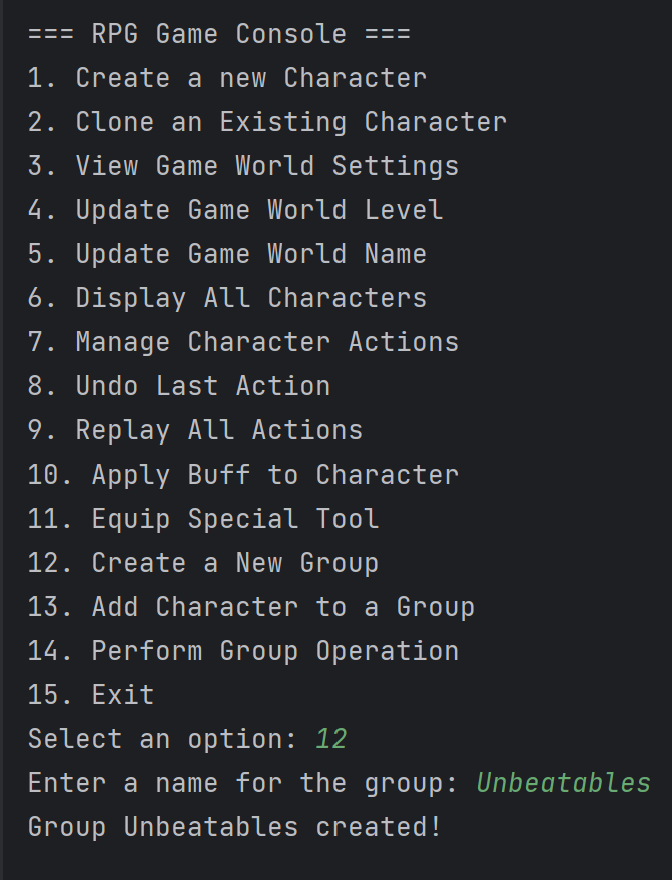 === RPG Game Console ===
1. Create a new Character
2. Clone an Existing Character
3. View Game World Settings
4. Update Game World Level
5. Update Game World Name
6. Display All Characters
7. Manage Character Actions
8. Undo Last Action
9. Replay All Actions
10. Apply Buff to Character
11. Equip Special Tool
12. Create a New Group
13. Add Character to a Group
14. Perform Group Operation
15. Exit
Select an option: 12
Enter a name for the group: Unbeatables
Group Unbeatables created!